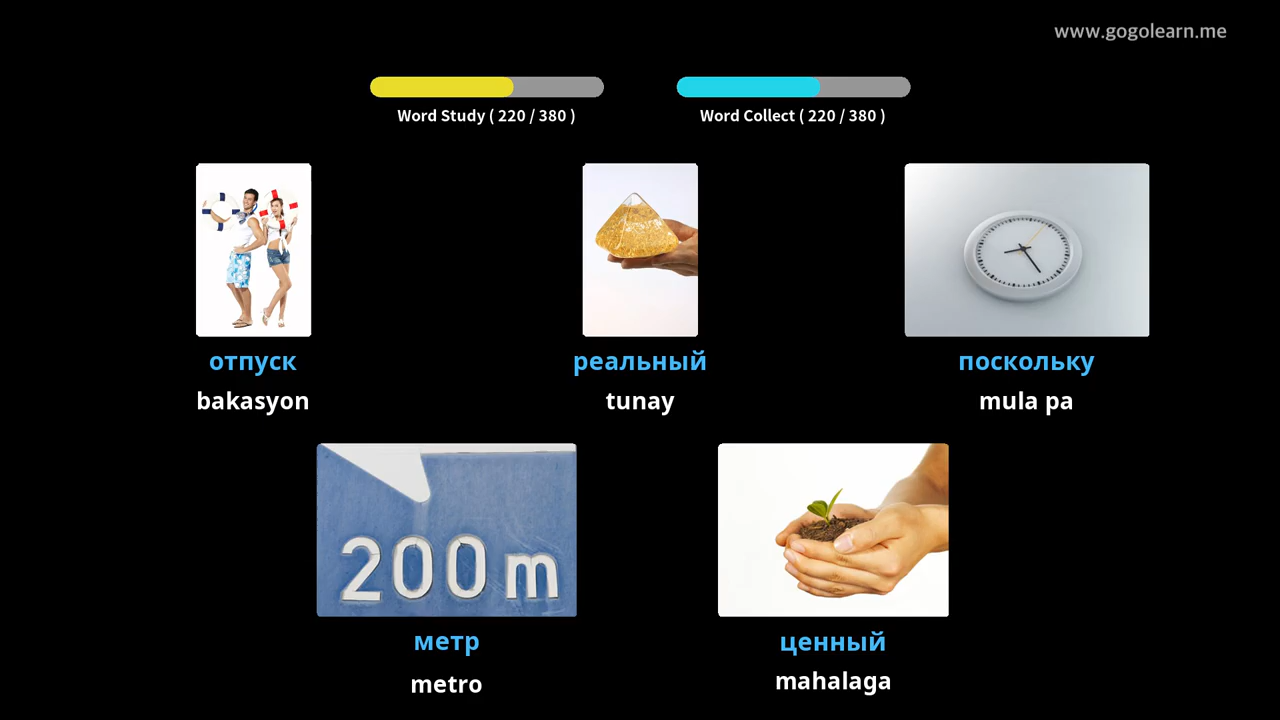 www.gogolearn.me
Word Study ( 220 / 380 )
Word Collect ( 220 / 380 )
отпуск
bakasyon
реальный
tunay
поскольку
mula pa
200 m
метр
metro
ценный
mahalaga